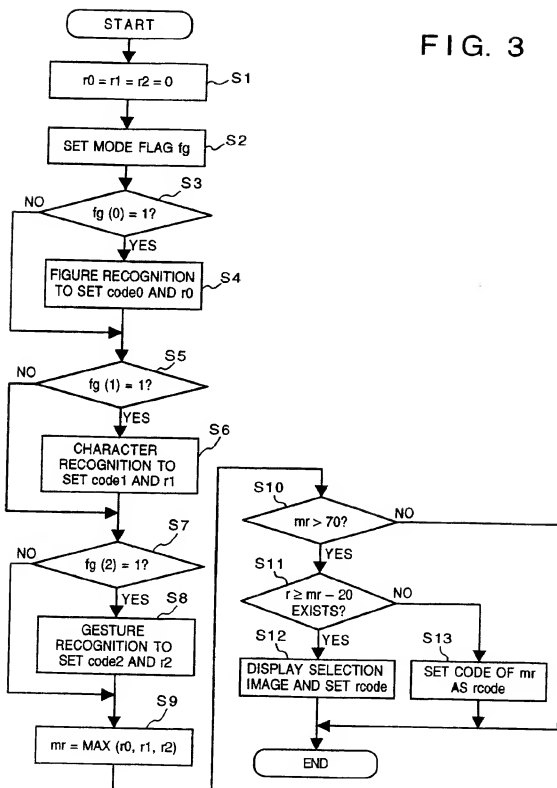 FIG. 3
START
r0 = r1 = r2 = 0
S1
SET MODE FLAG fg
S2
S3
NO
fg (0) = 1?
YES
FIGURE RECOGNITION
TO SET code0 AND r0
S4
S5
NO
fg (1) = 1?
YES
S6
CHARACTER
RECOGNITION TO
SET code1 AND r1
S7
NO
fg (2) = 1?
YES
S8
GESTURE
RECOGNITION TO
SET code2 AND r2
S9
mr = MAX (r0, r1, r2)
S10
NO
mr > 70?
YES
S11
NO
r ≥ mr − 20
EXISTS?
YES
S12
DISPLAY SELECTION
IMAGE AND SET rcode
S13
SET CODE OF mr
AS rcode
END